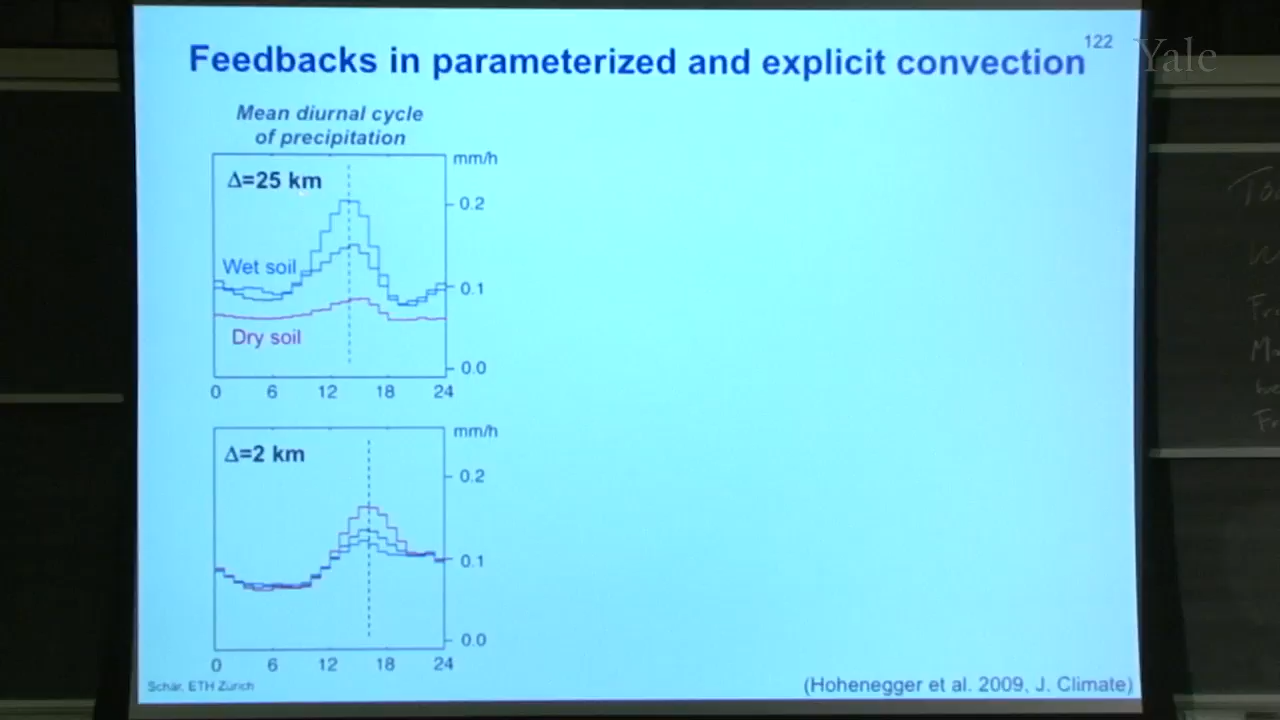 Feedbacks in parameterized and explicit convection
122
Yale
Mean diurnal cycle
of precipitation
mm/h
Δ=25 km
0.2
Wet soil
0.1
Dry soil
0.0
0 6 12 18 24
mm/h
Δ=2 km
0.2
0.1
0.0
0 6 12 18 24
Schär, ETH Zürich
(Hohenegger et al. 2009, J. Climate)